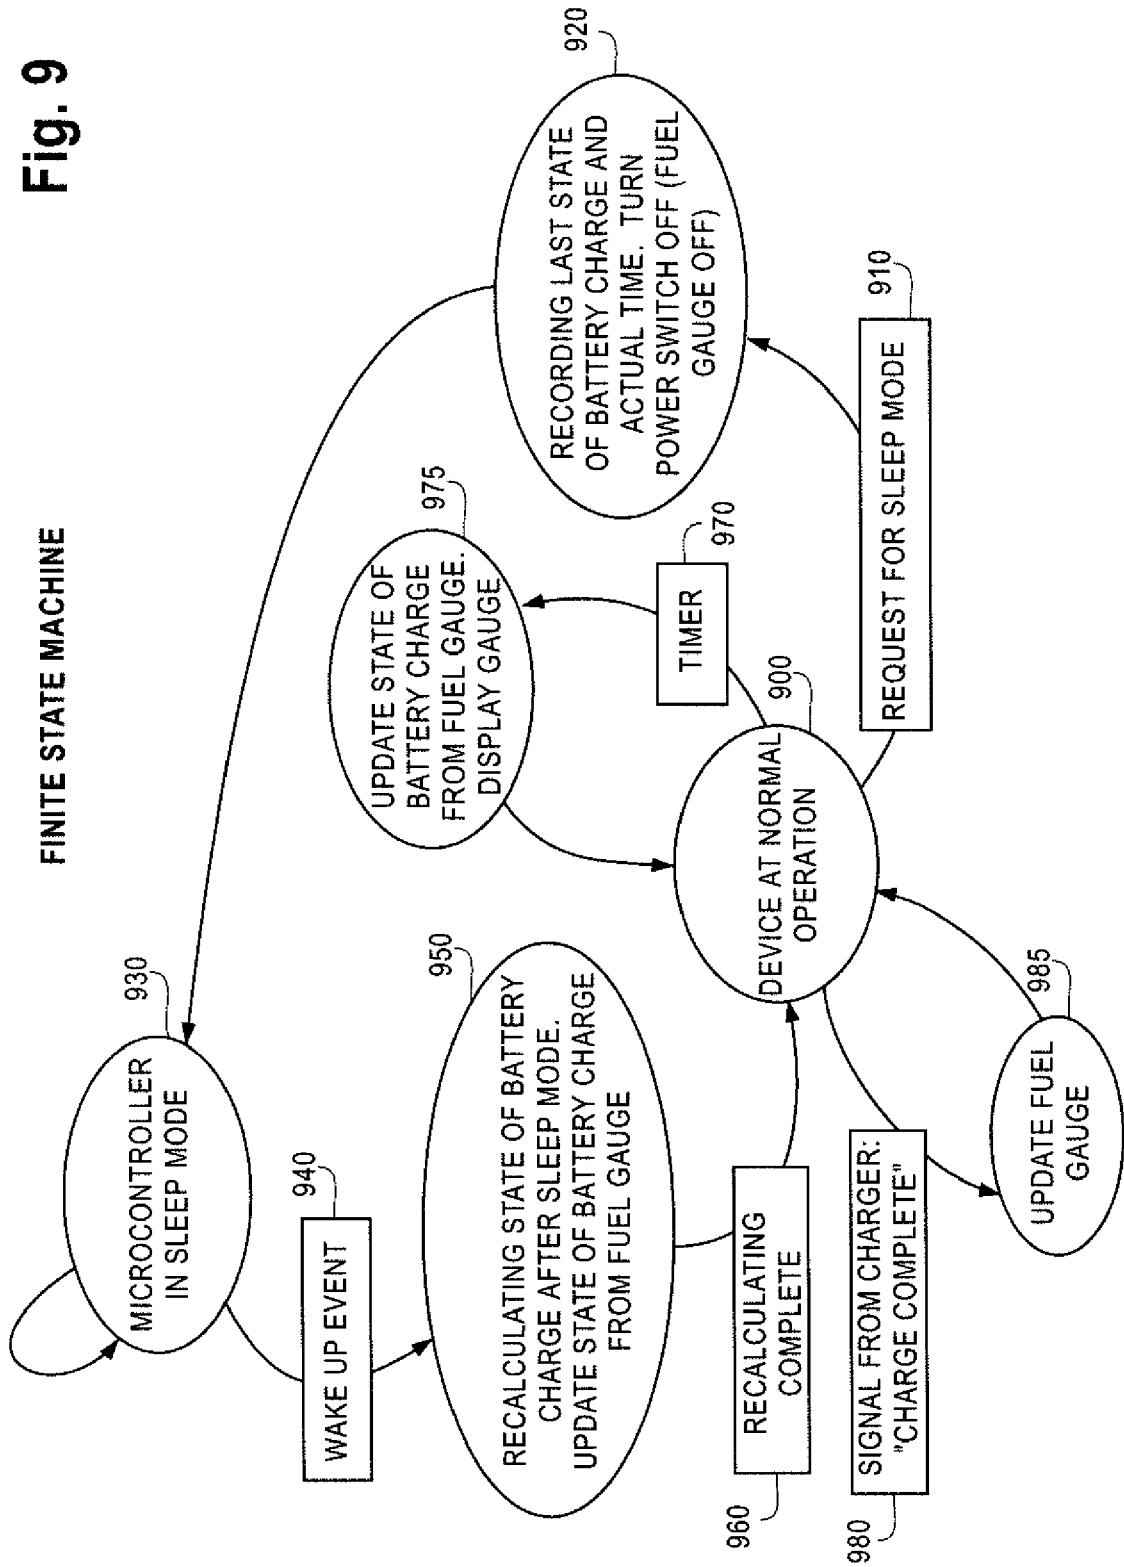 Fig. 9
FINITE STATE MACHINE
930
MICROCONTROLLER
IN SLEEP MODE
940
WAKE UP EVENT
950
RECALCULATING STATE OF BATTERY
CHARGE AFTER SLEEP MODE.
UPDATE STATE OF BATTERY CHARGE
FROM FUEL GAUGE
960
RECALCULATING
COMPLETE
980
SIGNAL FROM CHARGER:
"CHARGE COMPLETE"
985
UPDATE FUEL
GAUGE
900
DEVICE AT NORMAL
OPERATION
970
TIMER
975
UPDATE STATE OF
BATTERY CHARGE
FROM FUEL GAUGE.
DISPLAY GAUGE
910
REQUEST FOR SLEEP MODE
920
RECORDING LAST STATE
OF BATTERY CHARGE AND
ACTUAL TIME. TURN
POWER SWITCH OFF (FUEL
GAUGE OFF)